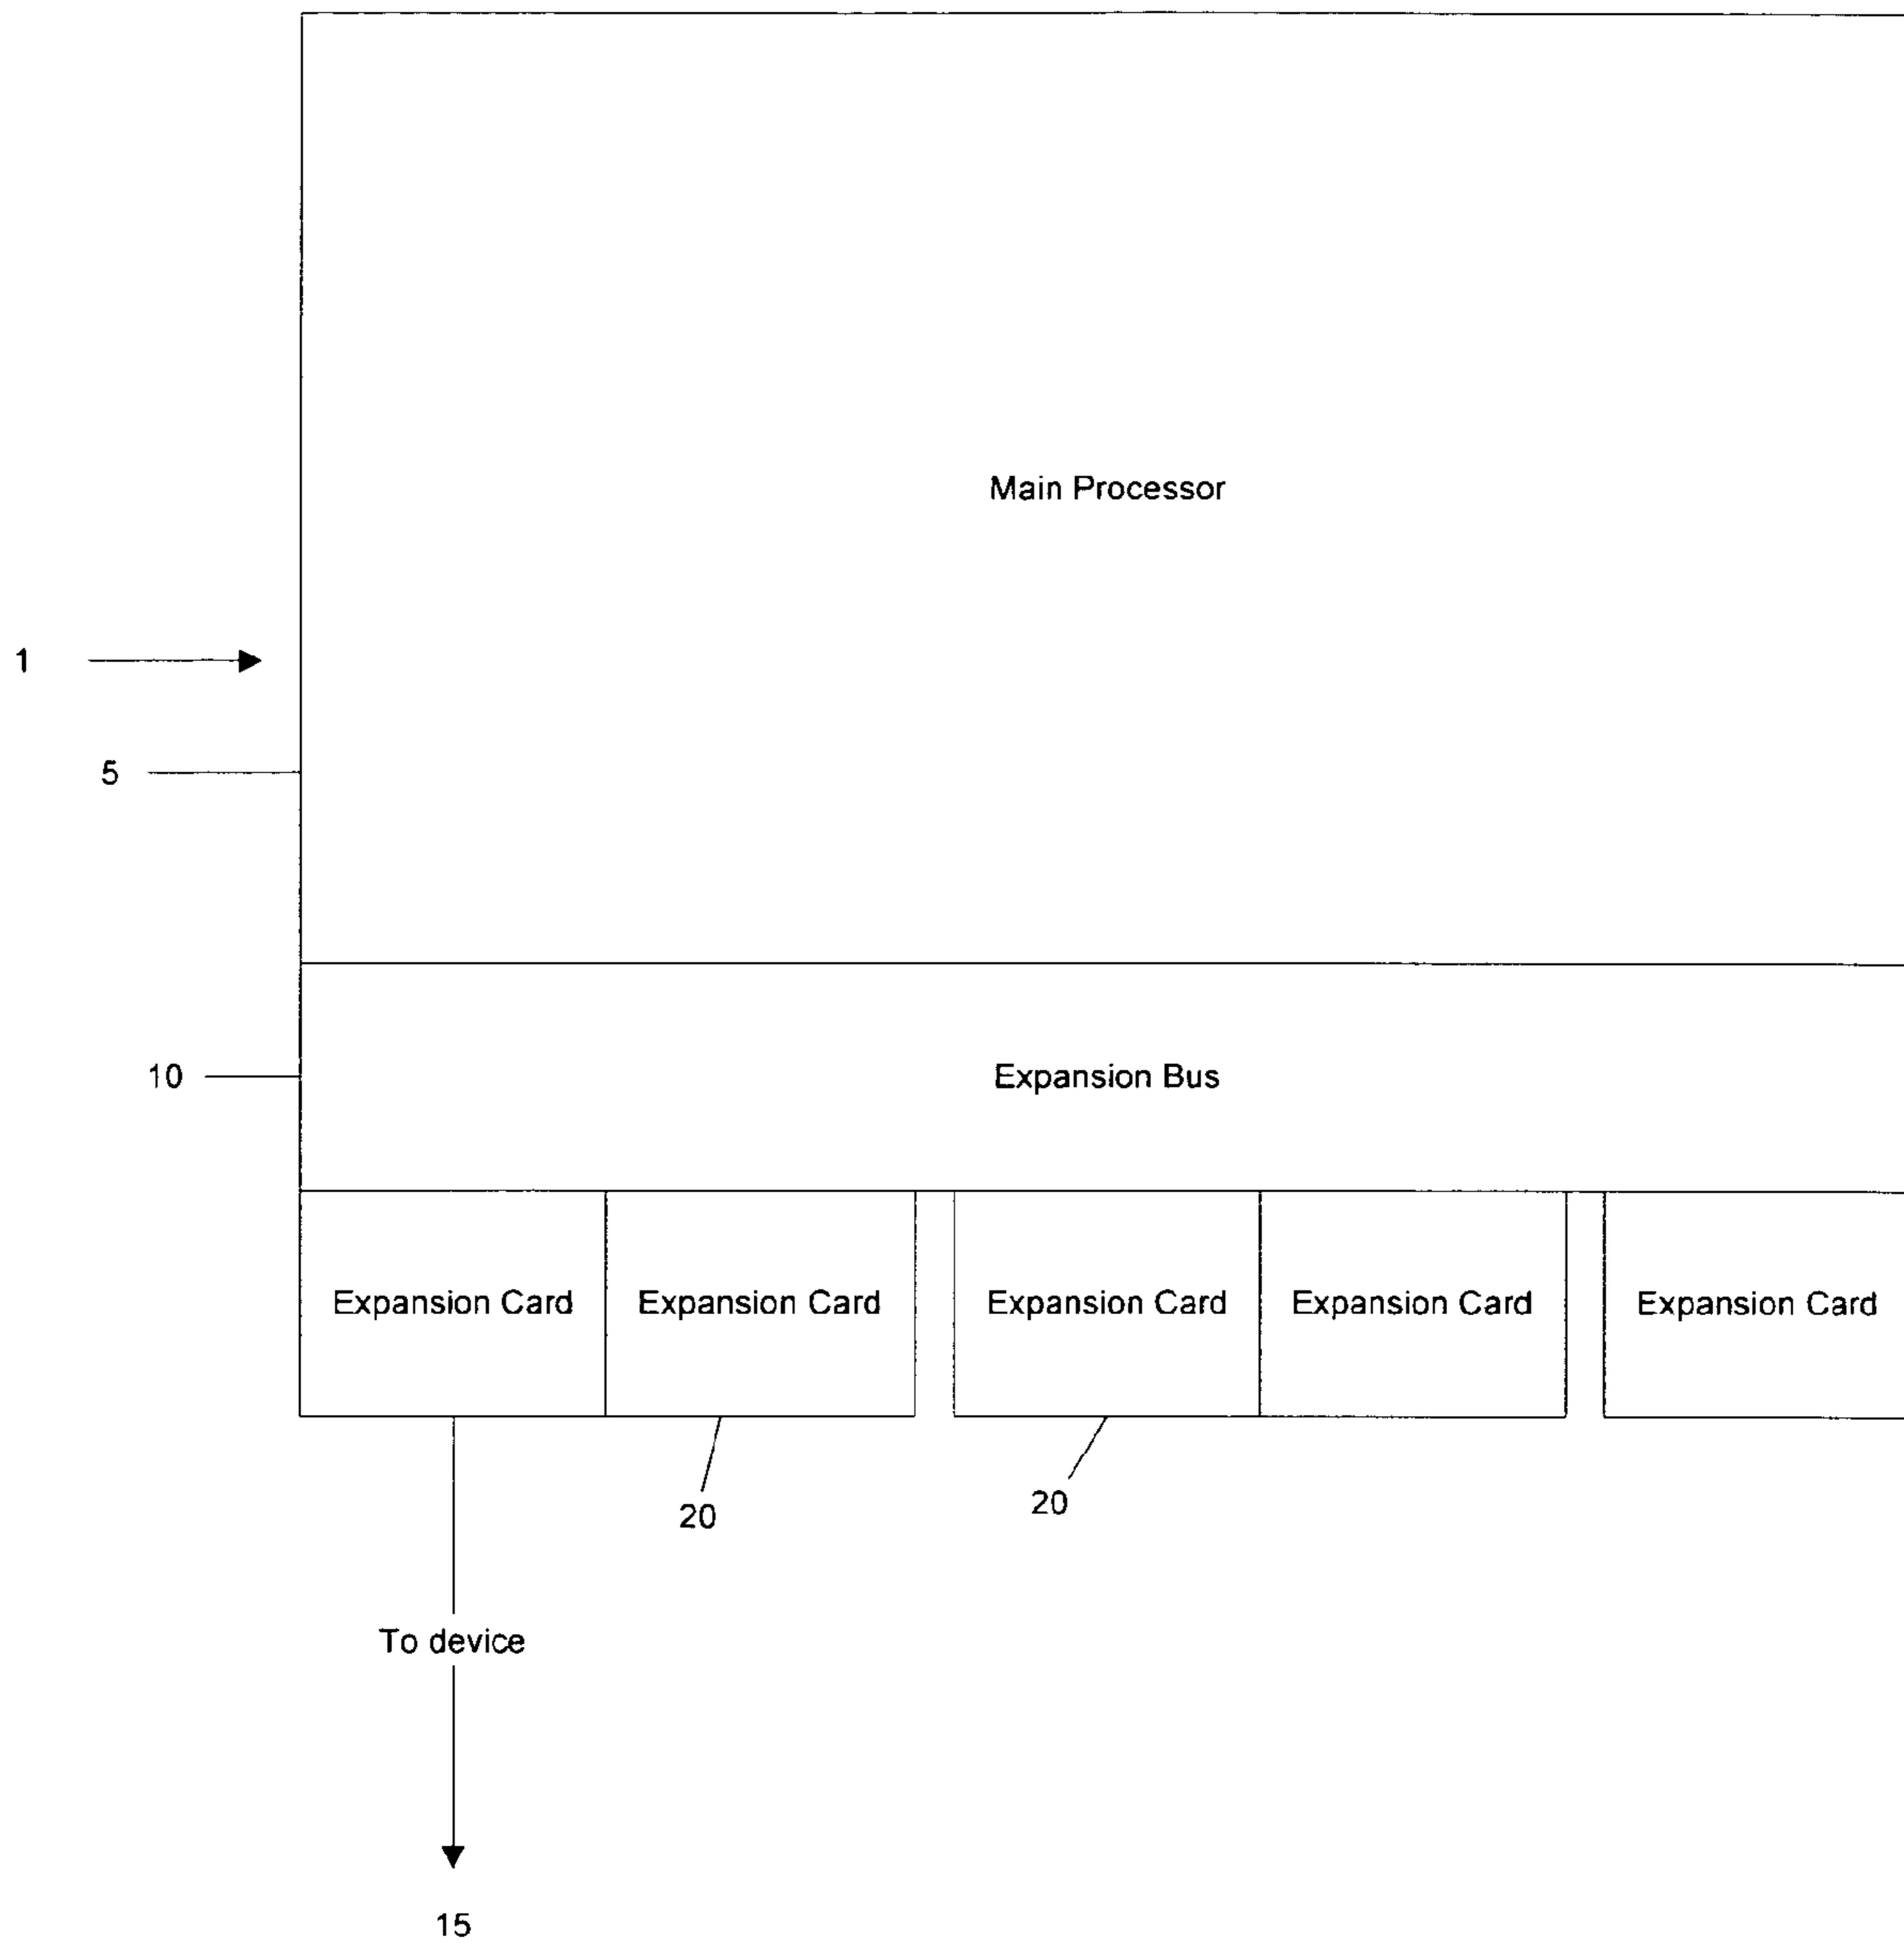 Main Processor
1
5
10
Expansion Bus
Expansion Card
Expansion Card
Expansion Card
Expansion Card
Expansion Card
20
20
To device
15